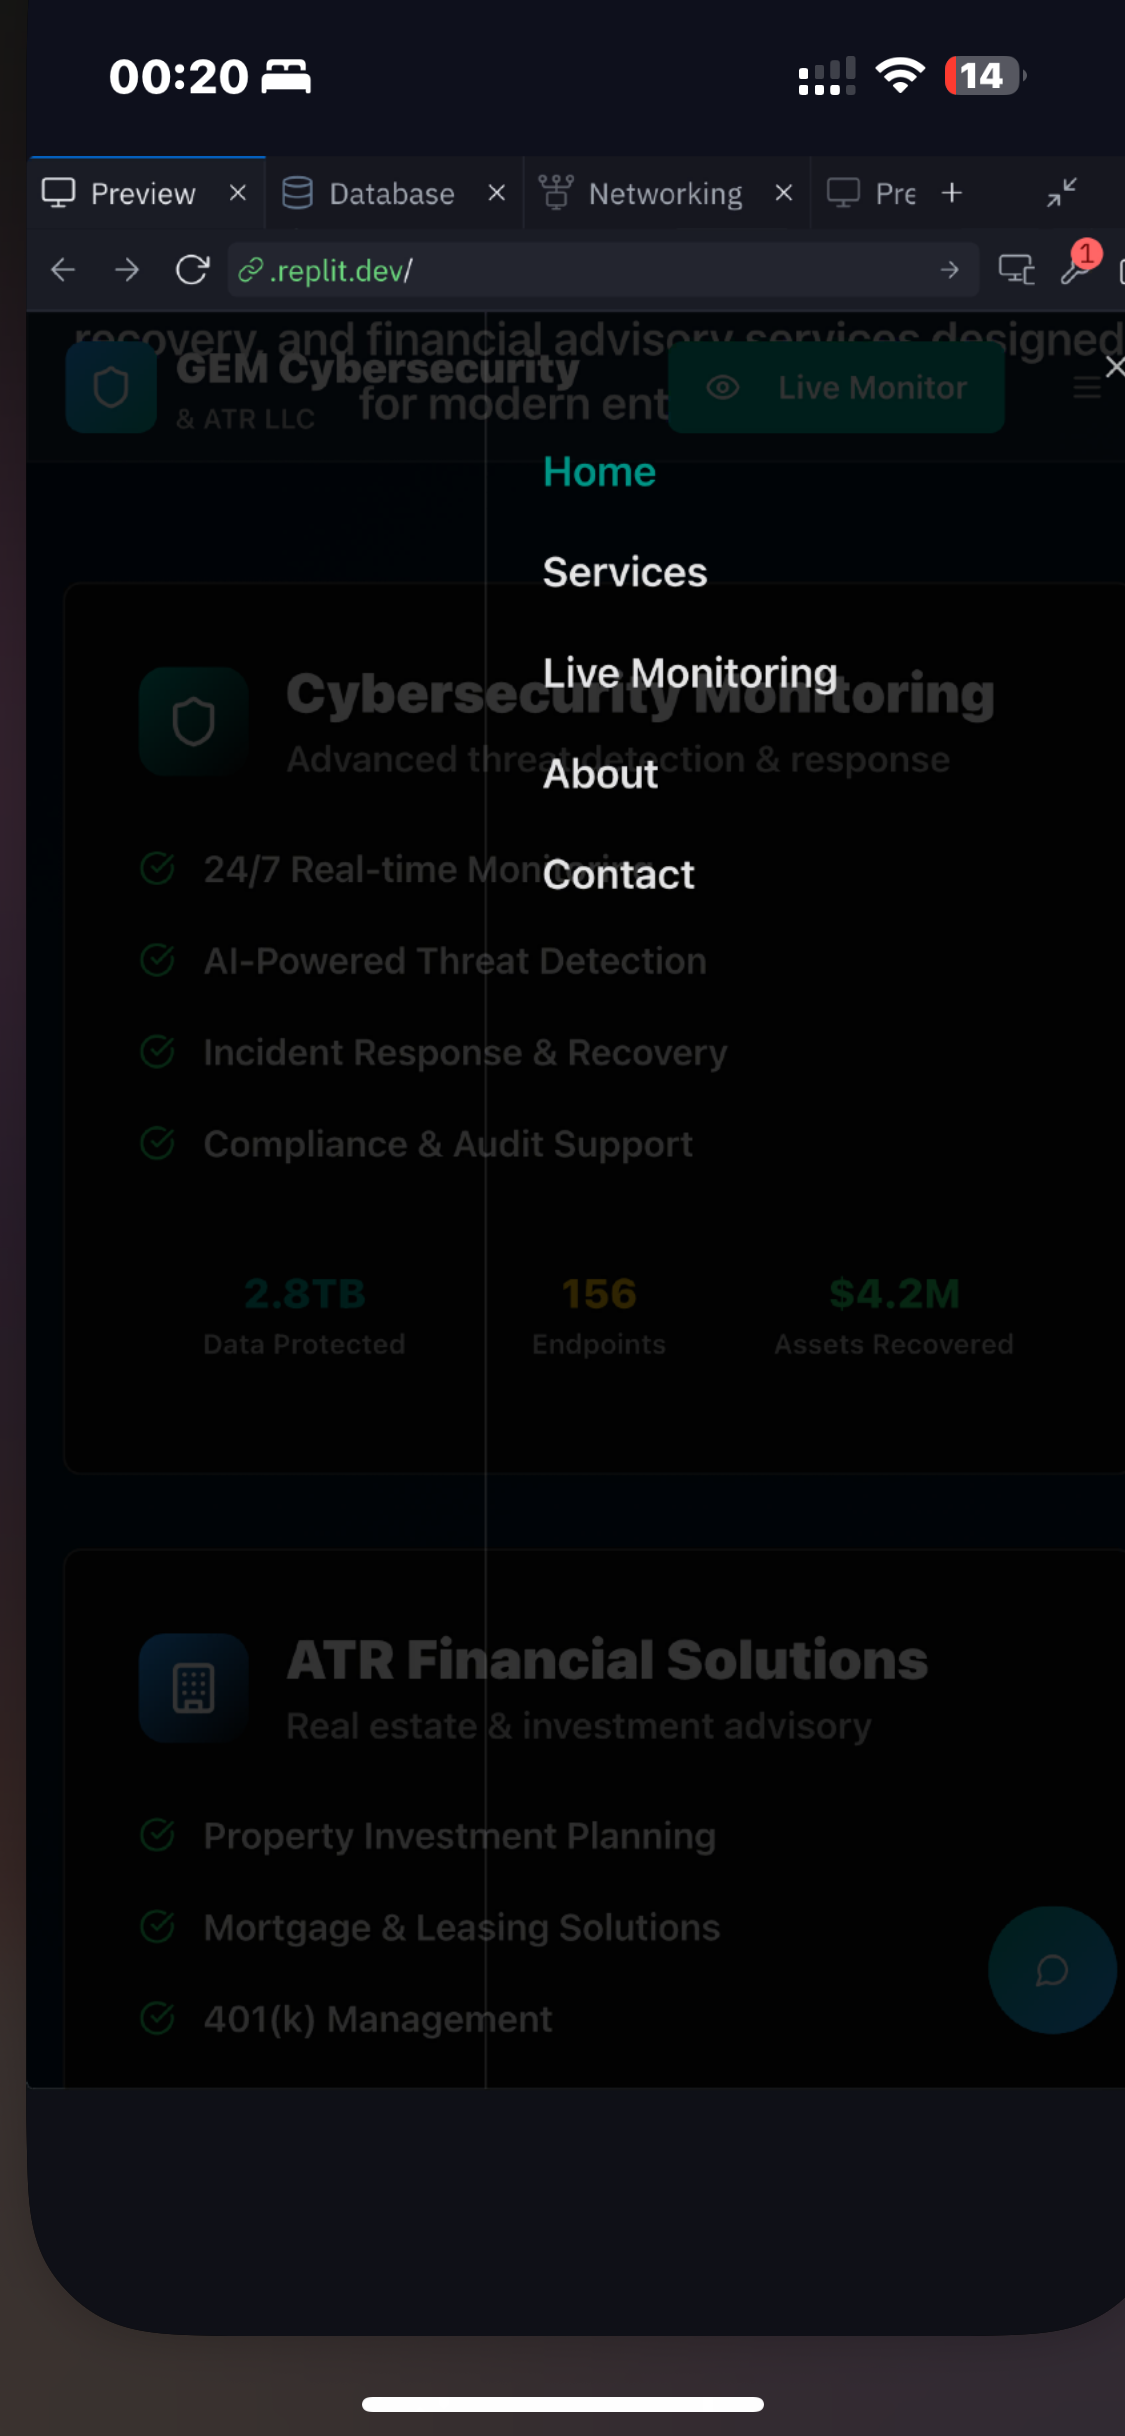 00:20
14
Preview
Database
Networking
Pre
.replit.dev/
1
recovery, and financial advisory services designed
for modern ent
GEM Cybersecurity
& ATR LLC
Live Monitor
Home
Services
Live Monitoring
About
Contact
Cybersecurity Monitoring
Advanced threat detection & response
24/7 Real-time Monitoring
AI-Powered Threat Detection
Incident Response & Recovery
Compliance & Audit Support
2.8TB
156
$4.2M
Data Protected
Endpoints
Assets Recovered
ATR Financial Solutions
Real estate & investment advisory
Property Investment Planning
Mortgage & Leasing Solutions
401(k) Management